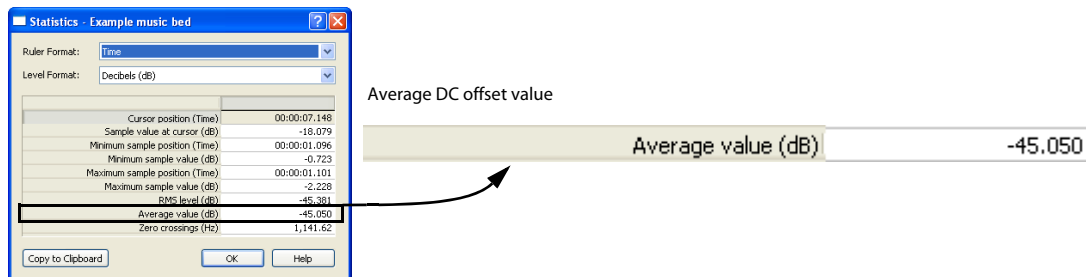 Statistics - Example music bed
Ruler Format: Time
Level Format: Decibels (dB)
Cursor position (Time) 00:00:07.148
Sample value at cursor (dB) -18.079
Minimum sample position (Time) 00:00:01.096
Minimum sample value (dB) -0.723
Maximum sample position (Time) 00:00:01.101
Maximum sample value (dB) -2.228
RMS level (dB) -45.381
Average value (dB) -45.050
Zero crossings (Hz) 1,141.62
Copy to Clipboard OK Help
Average DC offset value
Average value (dB) -45.050